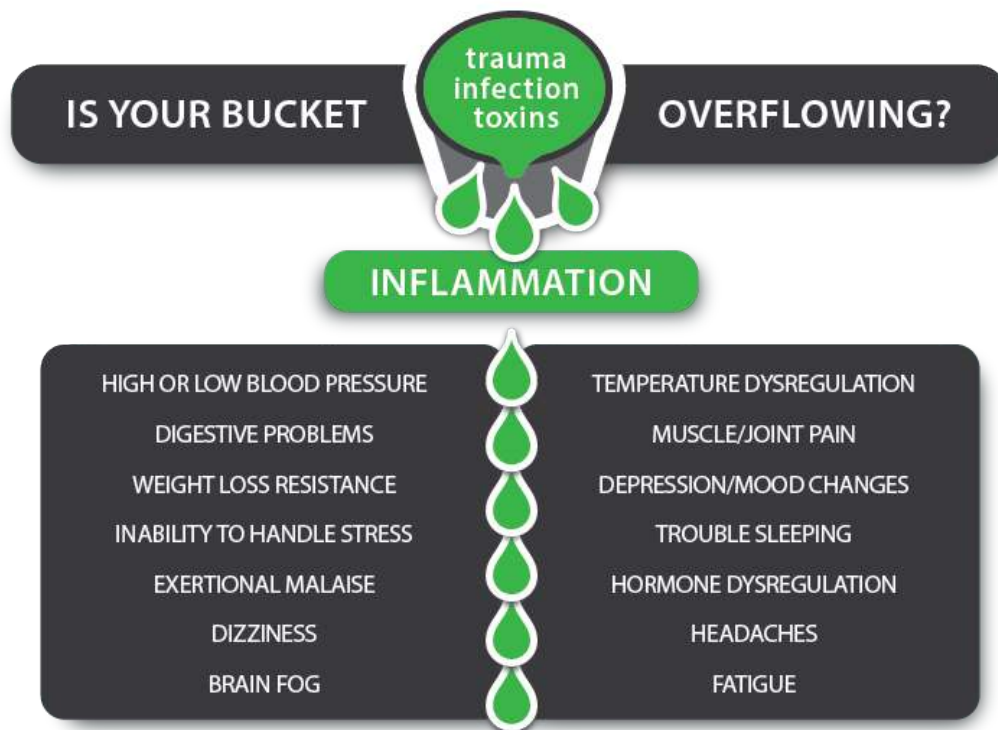 trauma
infection
toxins
IS YOUR BUCKET OVERFLOWING?
INFLAMMATION
HIGH OR LOW BLOOD PRESSURE
DIGESTIVE PROBLEMS
WEIGHT LOSS RESISTANCE
INABILITY TO HANDLE STRESS
EXERTIONAL MALAISE
DIZZINESS
BRAIN FOG
TEMPERATURE DYSREGULATION
MUSCLE/JOINT PAIN
DEPRESSION/MOOD CHANGES
TROUBLE SLEEPING
HORMONE DYSREGULATION
HEADACHES
FATIGUE